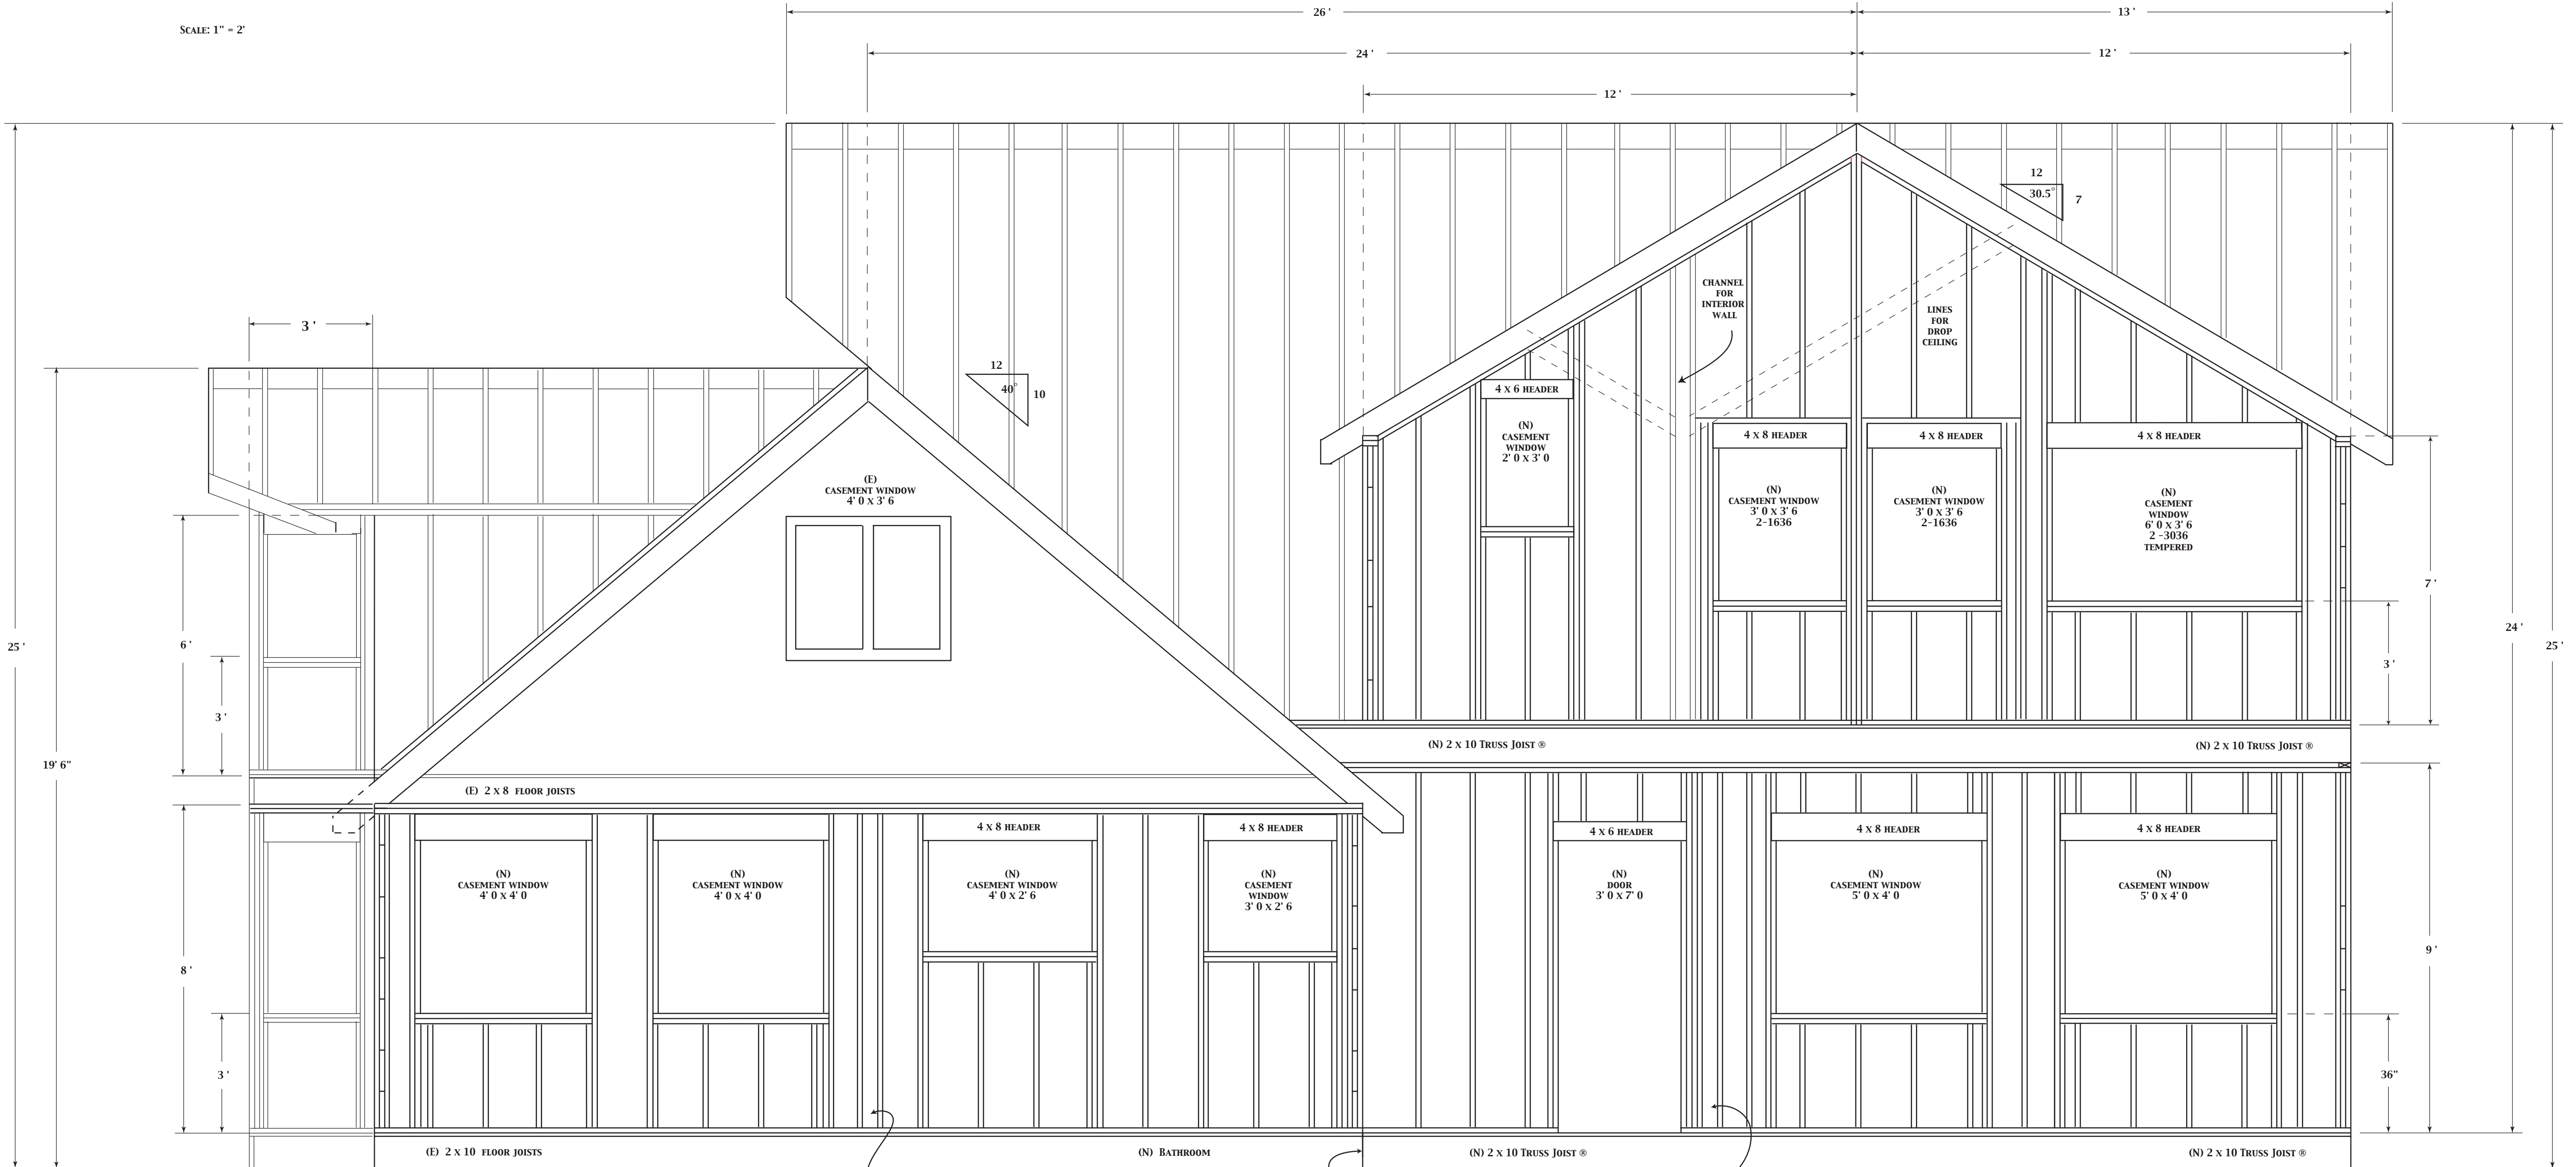 Scale: 1" = 2'
26 '
13 '
24 '
12 '
12 '
12
30.5°
7
3 '
12
40°
10
Channel
for
interior
wall
Lines
for
drop
ceiling
4 x 6 header
(N)
Casement
window
2' 0 x 3' 0
4 x 8 header
4 x 8 header
4 x 8 header
(E)
Casement window
4' 0 x 3' 6
(N)
Casement window
3' 0 x 3' 6
2-1636
(N)
Casement window
3' 0 x 3' 6
2-1636
(N)
Casement
window
6' 0 x 3' 6
2 -3036
Tempered
25 '
19' 6"
6 '
3 '
7 '
3 '
24 '
25 '
(N) 2 x 10 Truss Joist ®
(N) 2 x 10 Truss Joist ®
(E) 2 x 8 floor joists
4 x 8 header
4 x 8 header
4 x 6 header
4 x 8 header
4 x 8 header
(N)
Casement window
4' 0 x 4' 0
(N)
Casement window
4' 0 x 4' 0
(N)
Casement window
4' 0 x 2' 6
(N)
Casement
window
3' 0 x 2' 6
(N)
Door
3' 0 x 7' 0
(N)
Casement window
5' 0 x 4' 0
(N)
Casement window
5' 0 x 4' 0
8 '
3 '
9 '
36"
(E) 2 x 10 floor joists
(N) Bathroom
(N) 2 x 10 Truss Joist ®
(N) 2 x 10 Truss Joist ®